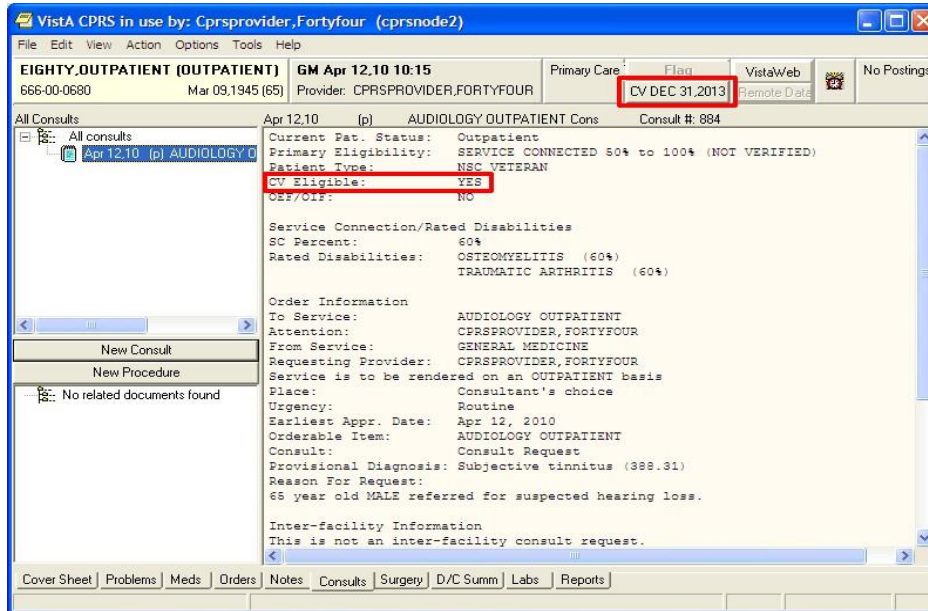 VistA CPRS in use by: Cprsprovider,Fortyfour (cprsnode2)
File Edit View Action Options Tools Help
EIGHTY,OUTPATIENT (OUTPATIENT)
666-00-0680 Mar 09,1945 (65)
GM Apr 12,10 10:15
Provider: CPRSPROVIDER,FORTYFOUR
Primary Care
Flag
CV DEC 31,2013
VistaWeb
Remote Data
No Postings
All Consults
All consults
Apr 12,10 (p) AUDIOLOGY O
New Consult
New Procedure
No related documents found
Apr 12,10 (p) AUDIOLOGY OUTPATIENT Cons Consult #: 884
Current Pat. Status: Outpatient
Primary Eligibility: SERVICE CONNECTED 50% to 100% (NOT VERIFIED)
Patient Type: NSC VETERAN
CV Eligible: YES
OEF/OIF: NO
Service Connection/Rated Disabilities
SC Percent: 60%
Rated Disabilities: OSTEOMYELITIS (60%)
TRAUMATIC ARTHRITIS (60%)
Order Information
To Service: AUDIOLOGY OUTPATIENT
Attention: CPRSPROVIDER,FORTYFOUR
From Service: GENERAL MEDICINE
Requesting Provider: CPRSPROVIDER,FORTYFOUR
Service is to be rendered on an OUTPATIENT basis
Place: Consultant's choice
Urgency: Routine
Earliest Appr. Date: Apr 12, 2010
Orderable Item: AUDIOLOGY OUTPATIENT
Consult: Consult Request
Provisional Diagnosis: Subjective tinnitus (388.31)
Reason For Request:
65 year old MALE referred for suspected hearing loss.
Inter-facility Information
This is not an inter-facility consult request.
Cover Sheet Problems Meds Orders Notes Consults Surgery D/C Summ Labs Reports